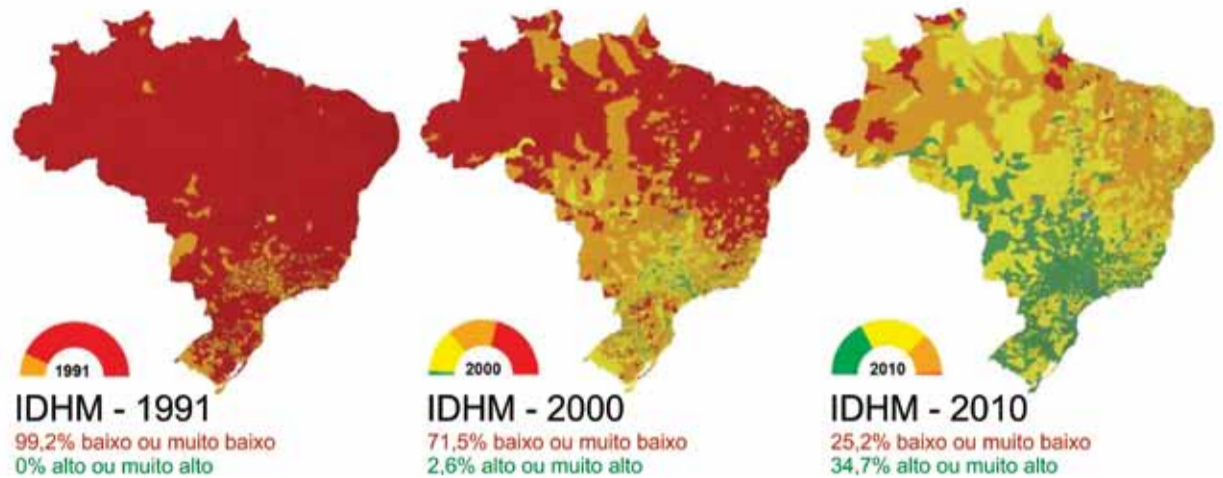 1991
IDHM - 1991
99,2% baixo ou muito baixo
0% alto ou muito alto
2000
IDHM - 2000
71,5% baixo ou muito baixo
2,6% alto ou muito alto
2010
IDHM - 2010
25,2% baixo ou muito baixo
34,7% alto ou muito alto